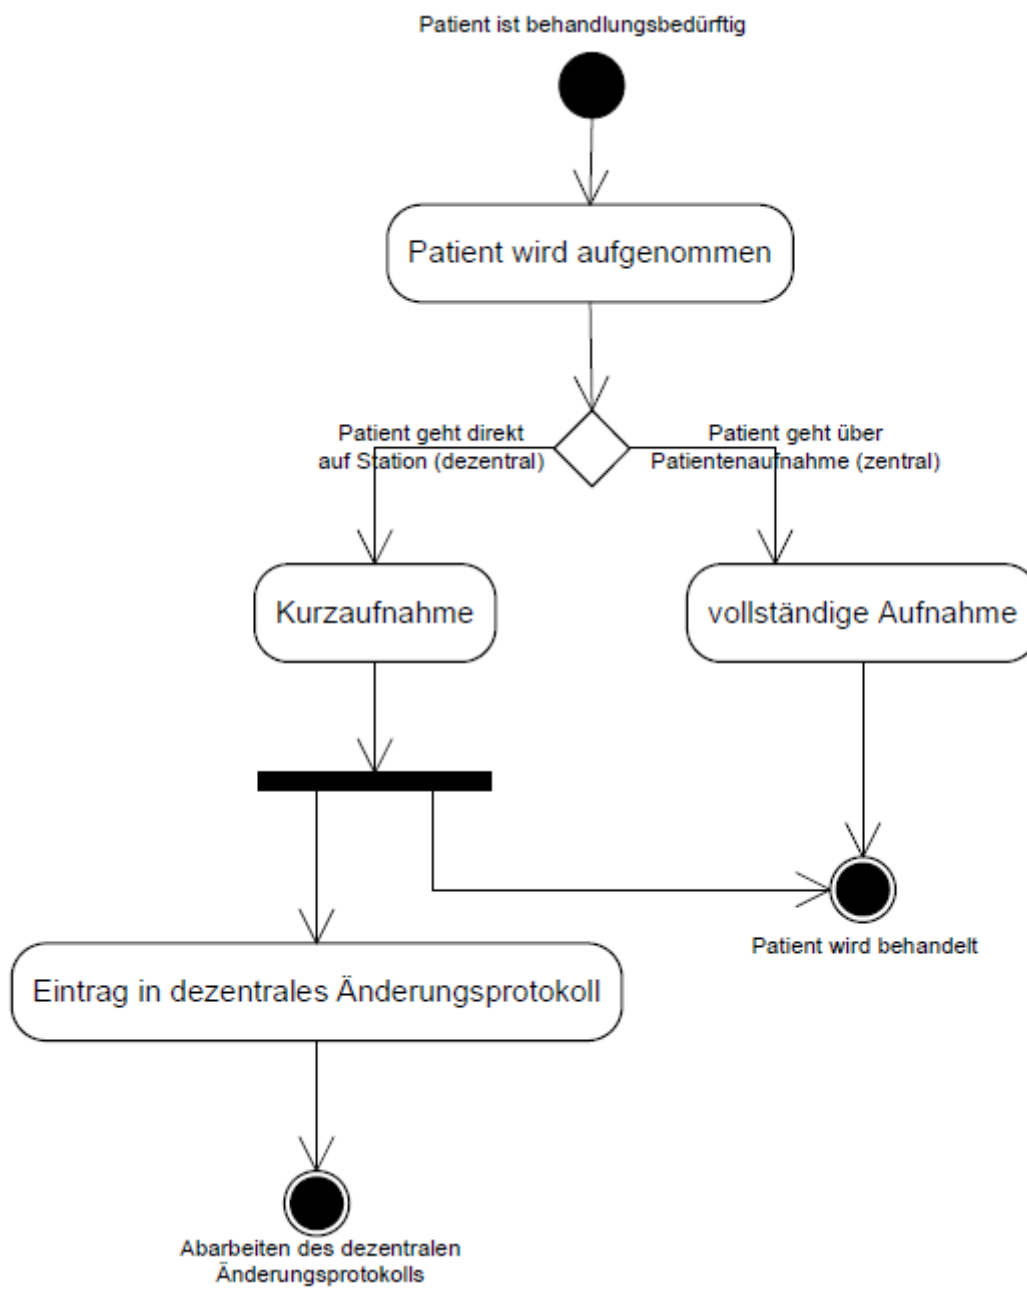 Patient ist behandlungsbedürftig
Patient wird aufgenommen
Patient geht direkt
auf Station (dezentral)
Patient geht über
Patientenaufnahme (zentral)
Kurzaufnahme
vollständige Aufnahme
Patient wird behandelt
Eintrag in dezentrales Änderungsprotokoll
Abarbeiten des dezentralen
Änderungsprotokolls